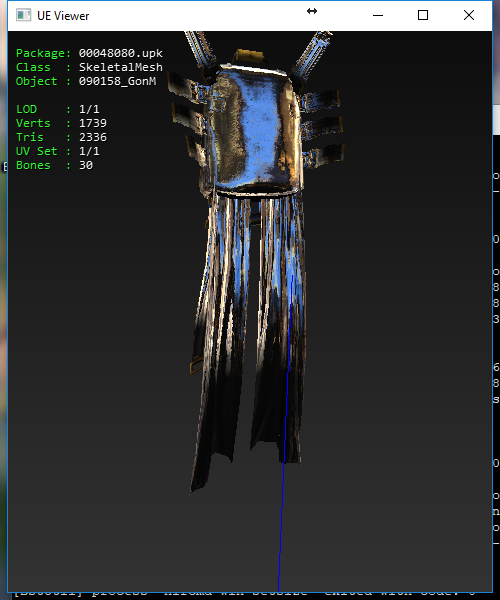 UE Viewer
Package: 00048080.upk
Class : SkeletalMesh
Object : 090158_GonM
LOD : 1/1
Verts : 1739
Tris : 2336
UV Set : 1/1
Bones : 30